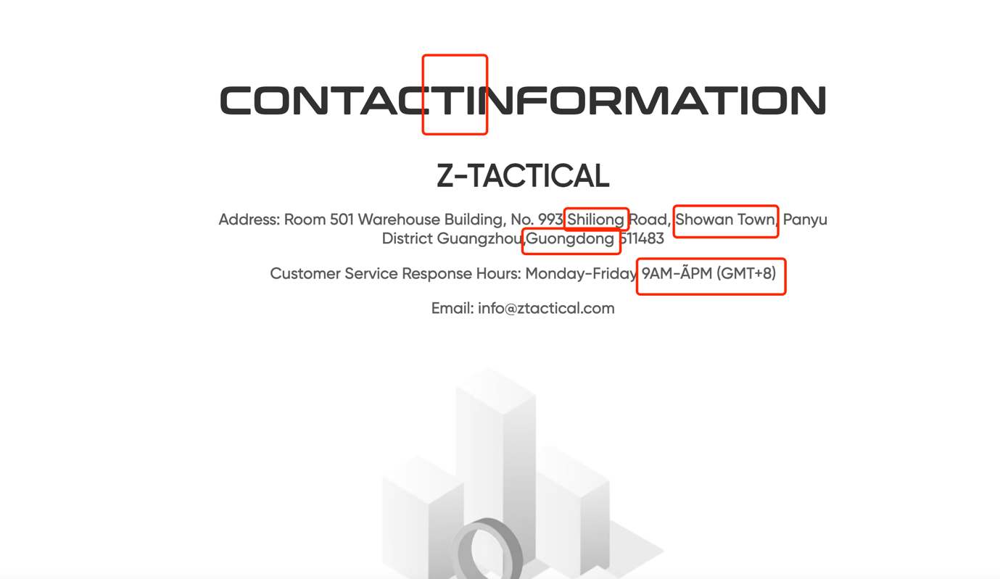 CONTACTINFORMATION
Z-TACTICAL
Address: Room 501 Warehouse Building, No. 993 Shiliong Road, Showan Town, Panyu
District Guangzhou,Guongdong 511483
Customer Service Response Hours: Monday-Friday 9AM-ÃPM (GMT+8)
Email: info@ztactical.com